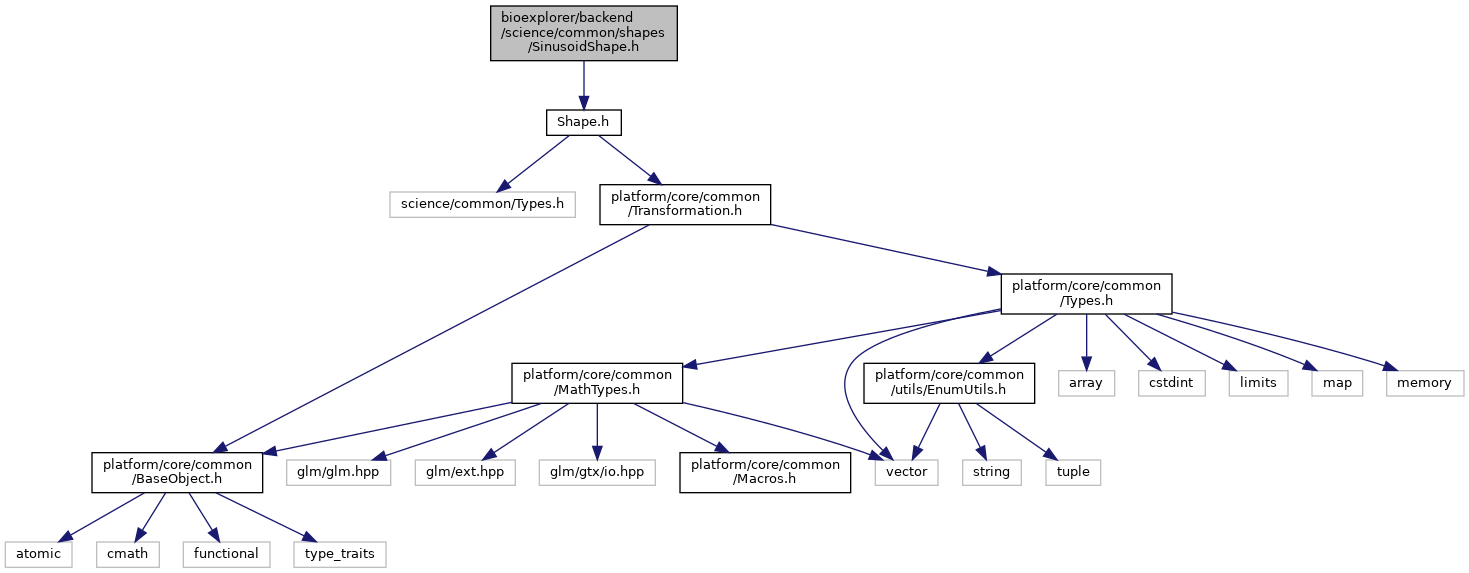 bioexplorer/backend
/science/common/shapes
/SinusoidShape.h
Shape.h
science/common/Types.h
platform/core/common
/Transformation.h
platform/core/common
/Types.h
platform/core/common
/MathTypes.h
platform/core/common
/utils/EnumUtils.h
array
cstdint
limits
map
memory
platform/core/common
/BaseObject.h
glm/glm.hpp
glm/ext.hpp
glm/gtx/io.hpp
platform/core/common
/Macros.h
vector
string
tuple
atomic
cmath
functional
type_traits